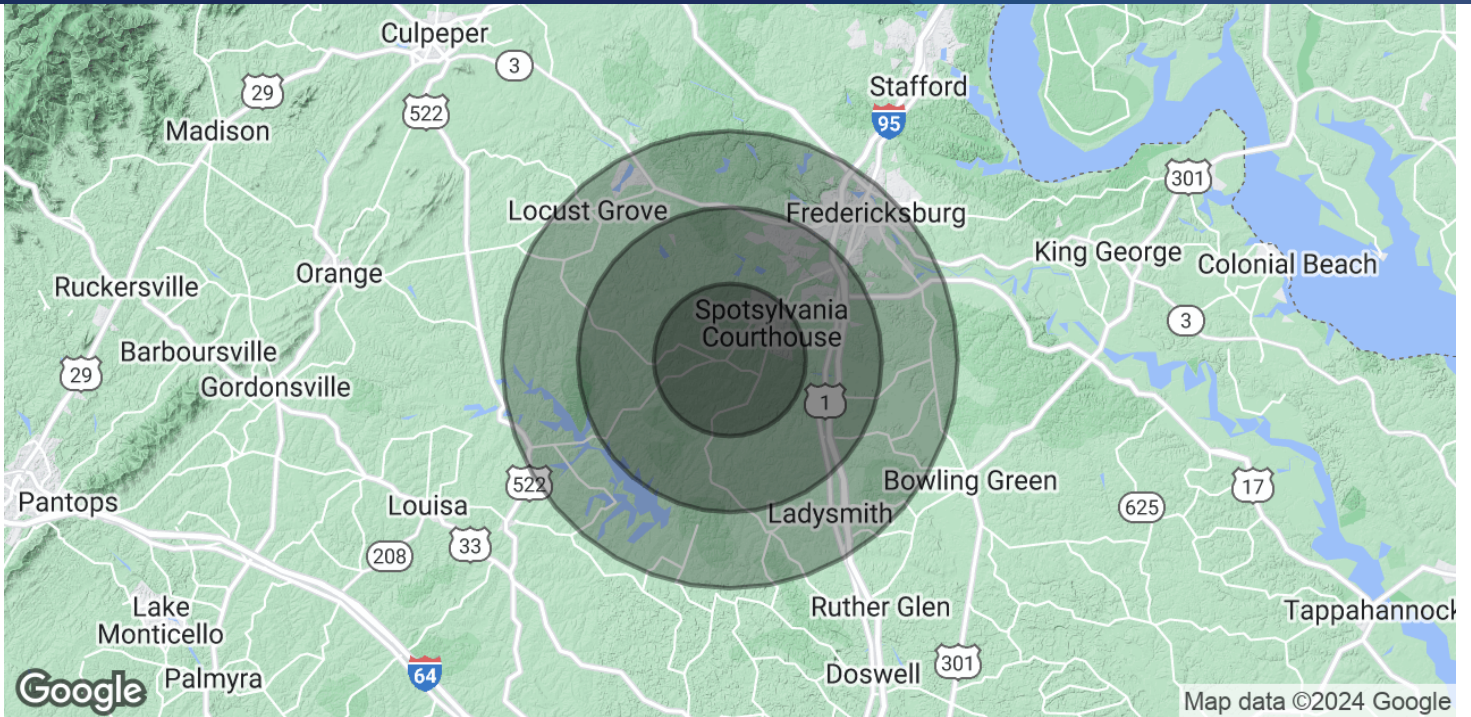 Culpeper
3
29
522
Stafford
95
Madison
301
Locust Grove
Fredericksburg
King George
Colonial Beach
Orange
Ruckersville
Spotsylvania
Courthouse
3
Barboursville
29
Gordonsville
1
522
Bowling Green
17
Pantops
Louisa
Ladysmith
625
208
33
Lake
Monticello
Ruther Glen
Tappahannock
64
Palmyra
Doswell
301
Google
Map data ©2024 Google